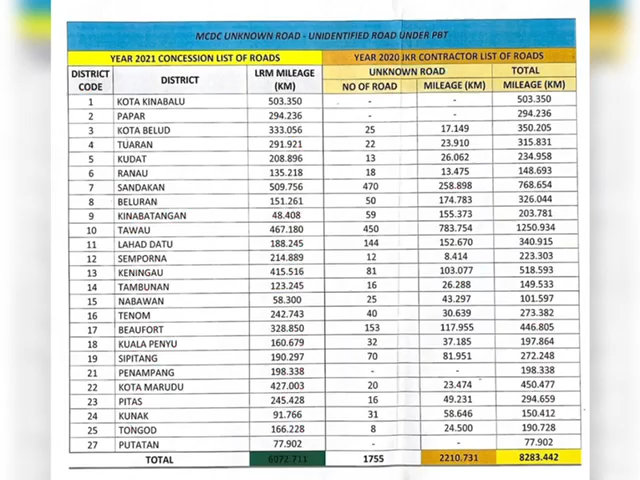 MCDC UNKNOWN ROAD - UNIDENTIFIED ROAD UNDER PBT
YEAR 2021 CONCESSION LIST OF ROADS YEAR 2020 JKR CONTRACTOR LIST OF ROADS
DISTRICT CODE DISTRICT LRM MILEAGE (KM) UNKNOWN ROAD TOTAL
NO OF ROAD MILEAGE (KM) MILEAGE (KM)
1 KOTA KINABALU 503.350 - - 503.350
2 PAPAR 294.236 - - 294.236
3 KOTA BELUD 333.056 25 17.149 350.205
4 TUARAN 291.921 22 23.910 315.831
5 KUDAT 208.896 13 26.062 234.958
6 RANAU 135.218 18 13.475 148.693
7 SANDAKAN 509.756 470 258.898 768.654
8 BELURAN 151.261 50 174.783 326.044
9 KINABATANGAN 48.408 59 155.373 203.781
10 TAWAU 467.180 450 783.754 1250.934
11 LAHAD DATU 188.245 144 152.670 340.915
12 SEMPORNA 214.889 12 8.414 223.303
13 KENINGAU 415.516 81 103.077 518.593
14 TAMBUNAN 123.245 16 26.288 149.533
15 NABAWAN 58.300 25 43.297 101.597
16 TENOM 242.743 40 30.639 273.382
17 BEAUFORT 328.850 153 117.955 446.805
18 KUALA PENYU 160.679 32 37.185 197.864
19 SIPITANG 190.297 70 81.951 272.248
21 PENAMPANG 198.338 - - 198.338
22 KOTA MARUDU 427.003 20 23.474 450.477
23 PITAS 245.428 16 49.231 294.659
24 KUNAK 91.766 31 58.646 150.412
25 TONGOD 166.228 8 24.500 190.728
27 PUTATAN 77.902 - - 77.902
TOTAL 6072.711 1755 2210.731 8283.442